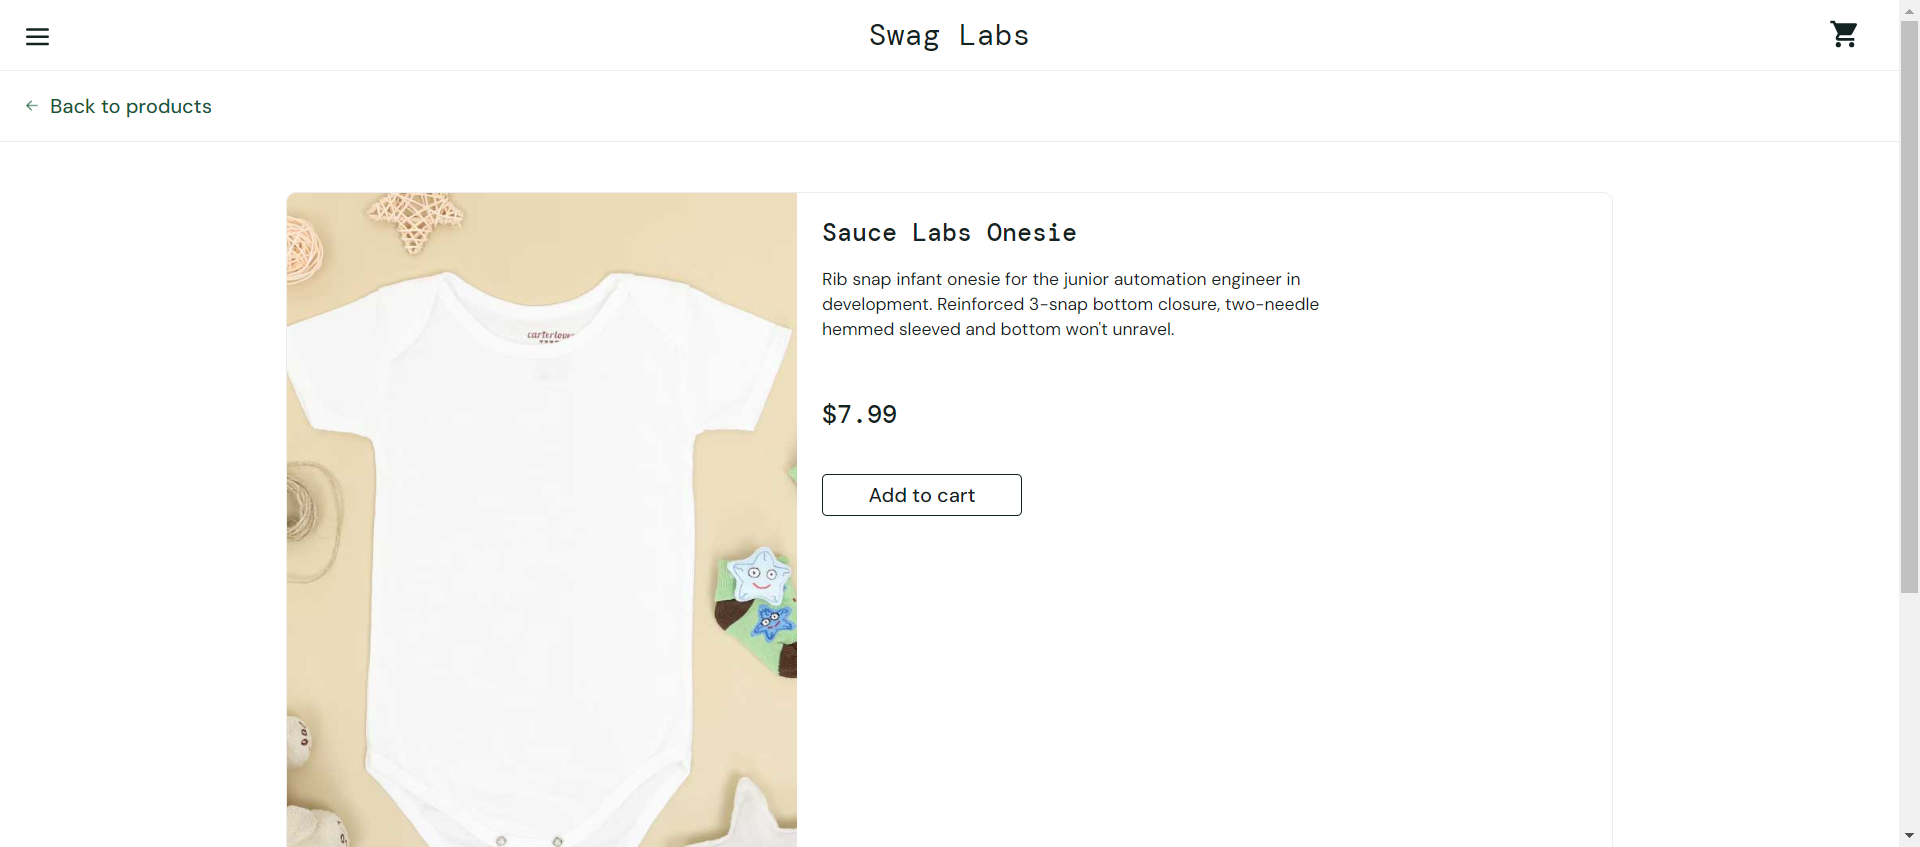 Swag Labs
Back to products
Sauce Labs Onesie
Rib snap infant onesie for the junior automation engineer in
development. Reinforced 3-snap bottom closure, two-needle
hemmed sleeved and bottom won't unravel.
$7.99
Add to cart